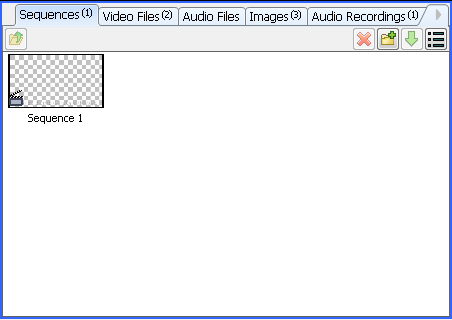 Sequences (1) Video Files (2) Audio Files Images (3) Audio Recordings (1)
Sequence 1